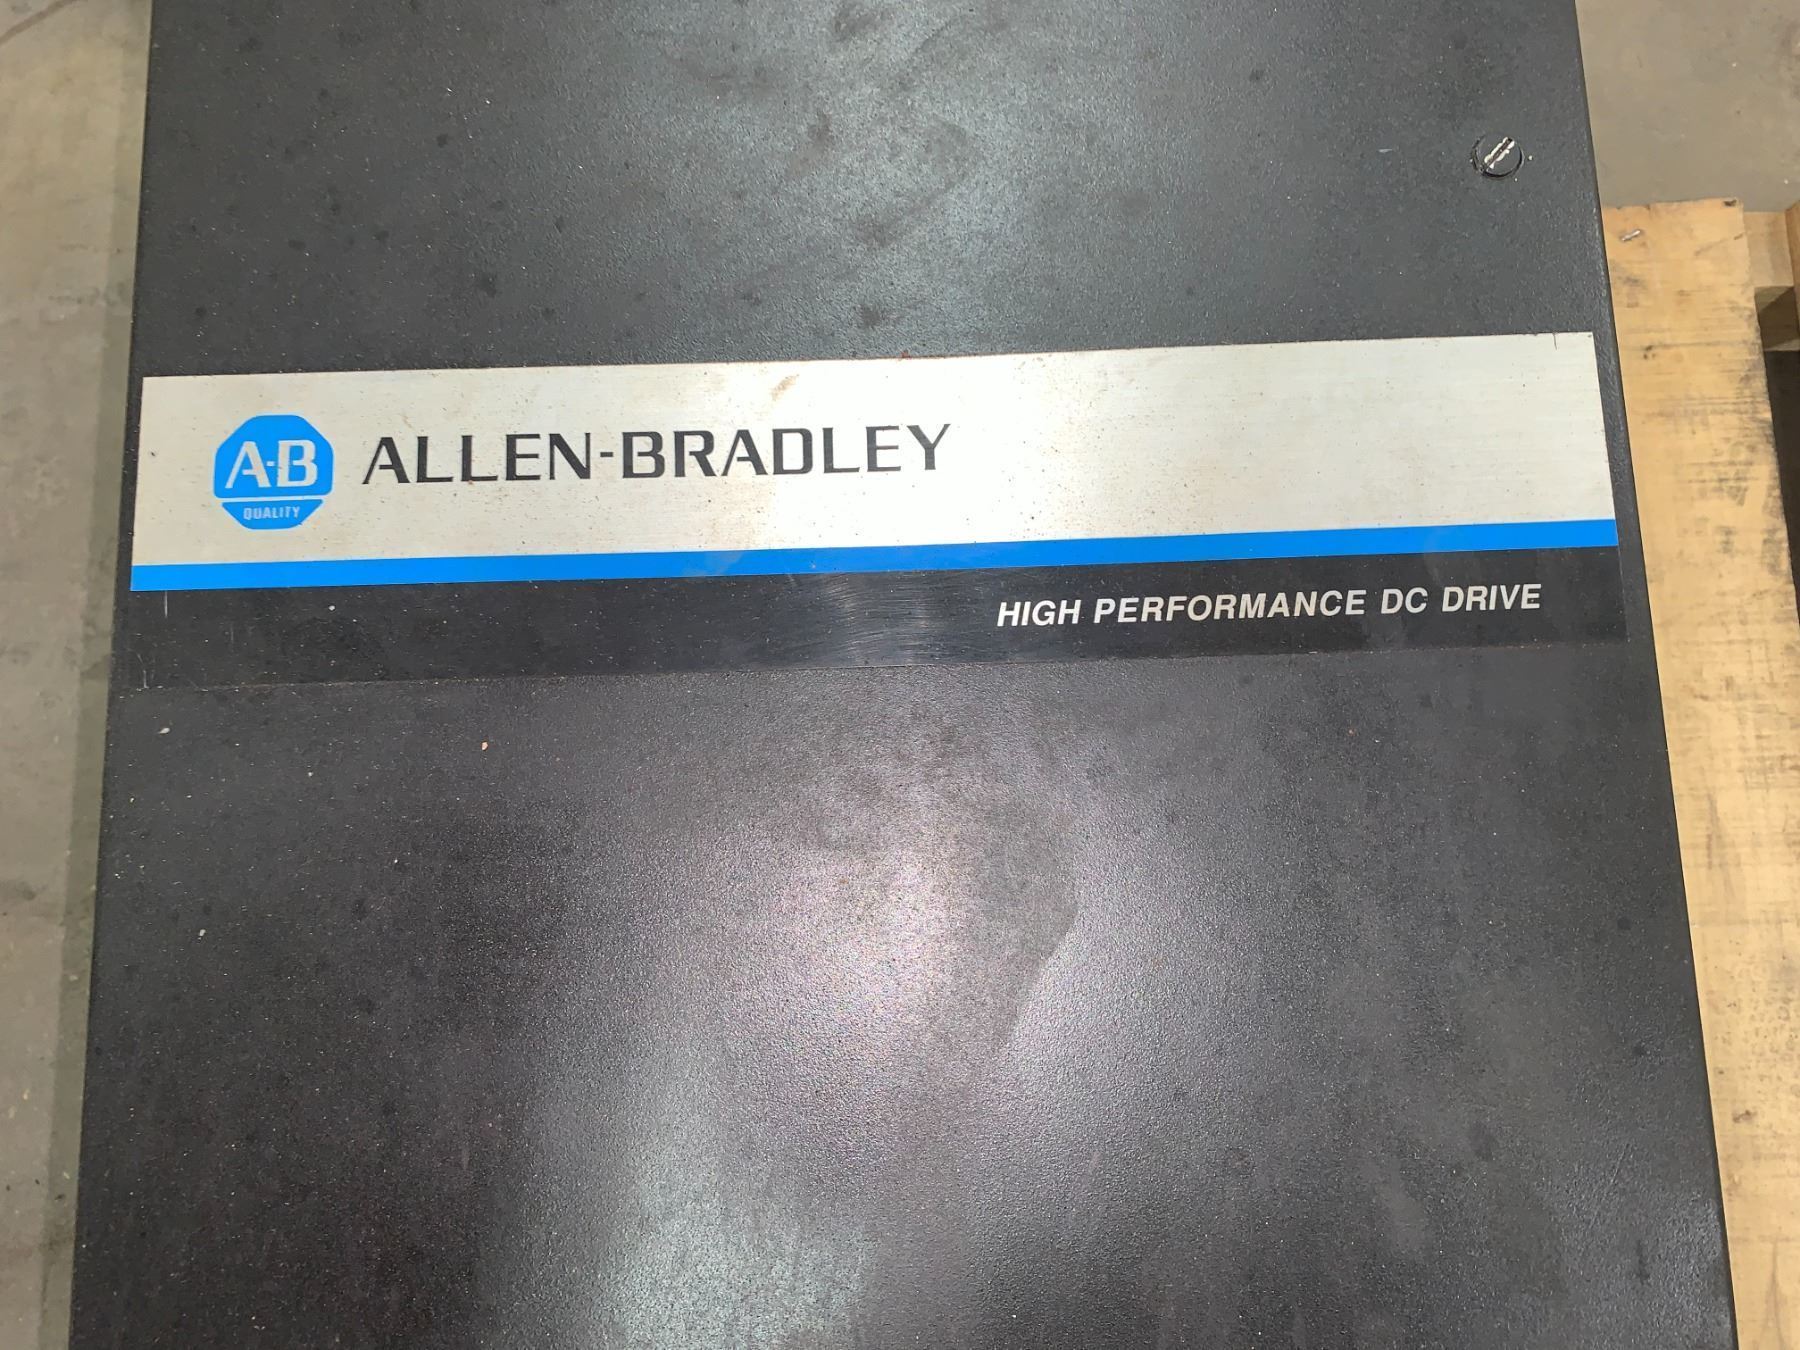 A-B
QUALITY
ALLEN-BRADLEY
HIGH PERFORMANCE DC DRIVE